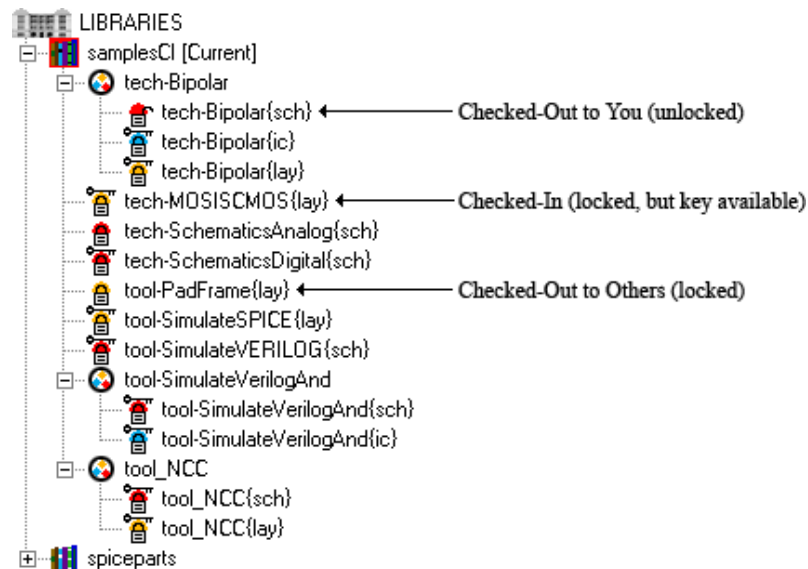 LIBRARIES
samplesCI [Current]
tech-Bipolar
tech-Bipolar{sch} Checked-Out to You (unlocked)
tech-Bipolar{ic}
tech-Bipolar{lay}
tech-MOSISCMOS{lay} Checked-In (locked, but key available)
tech-SchematicsAnalog{sch}
tech-SchematicsDigital{sch}
tool-PadFrame{lay} Checked-Out to Others (locked)
tool-SimulateSPICE{lay}
tool-SimulateVERILOG{sch}
tool-SimulateVerilogAnd
tool-SimulateVerilogAnd{sch}
tool-SimulateVerilogAnd{ic}
tool_NCC
tool_NCC{sch}
tool_NCC{lay}
spiceparts